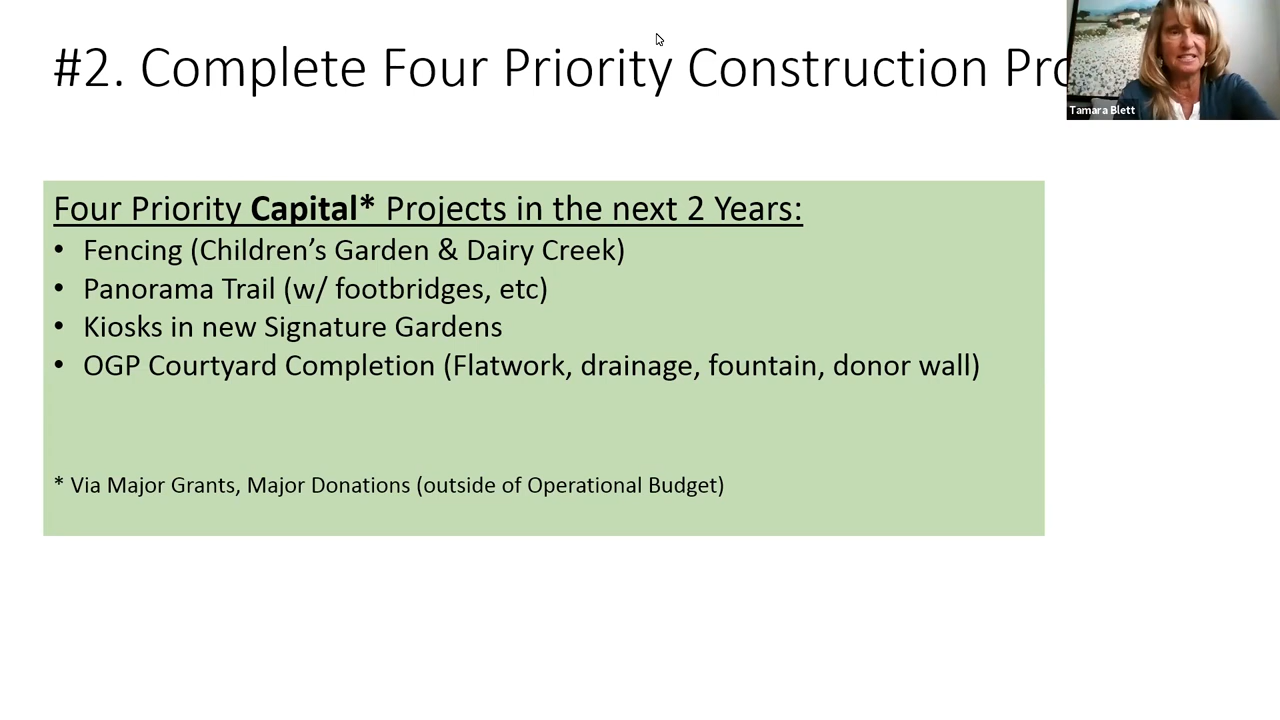 #2. Complete Four Priority Construction
Tamara Blett
Four Priority Capital* Projects in the next 2 Years:
• Fencing (Children’s Garden & Dairy Creek)
• Panorama Trail (w/ footbridges, etc)
• Kiosks in new Signature Gardens
• OGP Courtyard Completion (Flatwork, drainage, fountain, donor wall)
* Via Major Grants, Major Donations (outside of Operational Budget)